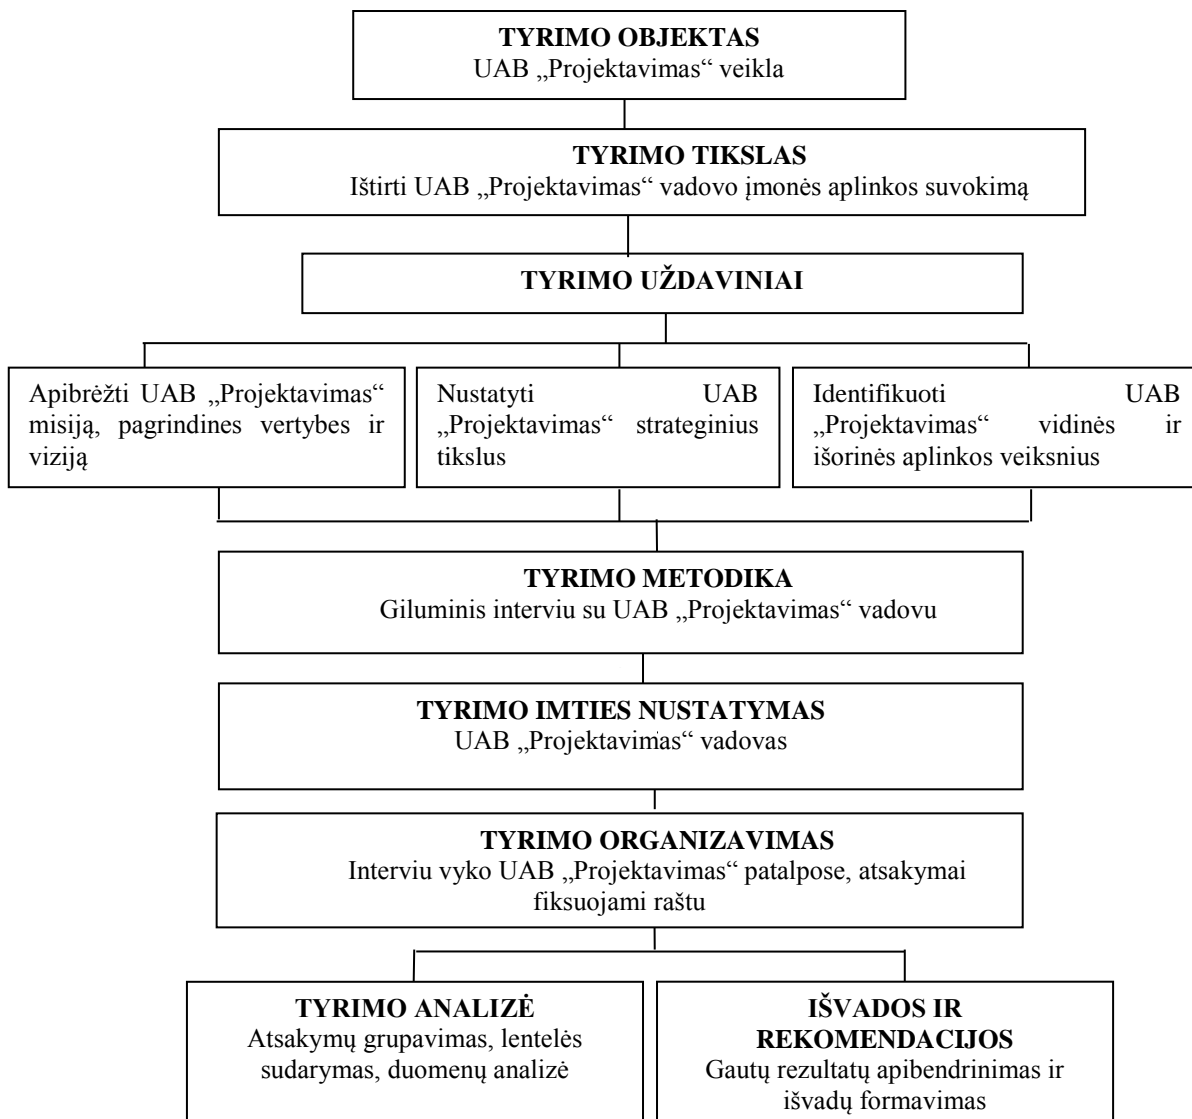 TYRIMO OBJEKTAS
UAB „Projektavimas“ veikla
TYRIMO TIKSLAS
Ištirti UAB „Projektavimas“ vadovo įmonės aplinkos suvokimą
TYRIMO UŽDAVINIAI
Apibrėžti UAB „Projektavimas“
misiją, pagrindines vertybes ir
viziją
Nustatyti UAB
„Projektavimas“ strateginius
tikslus
Identifikuoti UAB
„Projektavimas“ vidinės ir
išorinės aplinkos veiksnius
TYRIMO METODIKA
Giluminis interviu su UAB „Projektavimas“ vadovu
TYRIMO IMTIES NUSTATYMAS
UAB „Projektavimas“ vadovas
TYRIMO ORGANIZAVIMAS
Interviu vyko UAB „Projektavimas“ patalpose, atsakymai
fiksuojami raštu
TYRIMO ANALIZĖ
Atsakymų grupavimas, lentelės
sudarymas, duomenų analizė
IŠVADOS IR
REKOMENDACIJOS
Gautų rezultatų apibendrinimas ir
išvadų formavimas